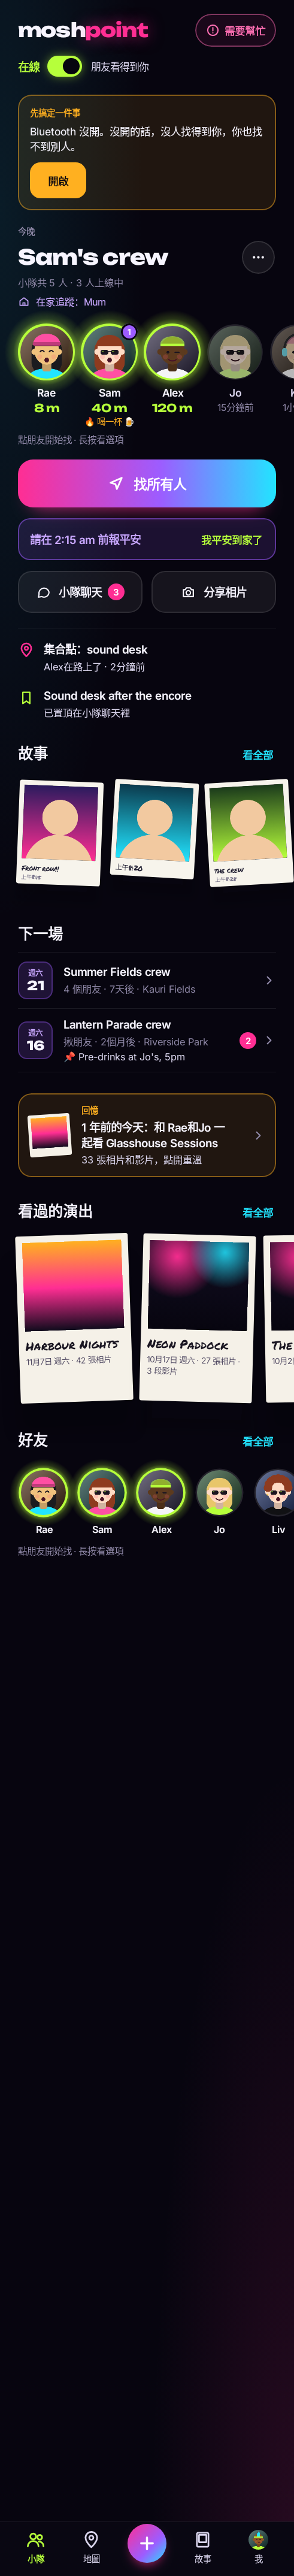 moshpoint
需要幫忙
在線
朋友看得到你
先搞定一件事
Bluetooth 沒開。沒開的話，沒人找得到你，你也找
不到別人。
開啟
今晚
Sam's crew
小隊共 5 人 · 3 人上線中
在家追蹤：Mum
1
Rae
Sam
Alex
Jo
8 m
40 m
120 m
15分鐘前
🔥 喝一杯 🍺
點朋友開始找 · 長按看選項
找所有人
請在 2:15 am 前報平安
我平安到家了
小隊聊天
3
分享相片
集合點：sound desk
Alex在路上了 · 2分鐘前
Sound desk after the encore
已置頂在小隊聊天裡
故事
看全部
Front row!!
the crew
下一場
週六
21
Summer Fields crew
4 個朋友 · 7天後 · Kauri Fields
週六
16
Lantern Parade crew
揪朋友 · 2個月後 · Riverside Park
📌 Pre-drinks at Jo's, 5pm
2
回憶
1 年前的今天：和 Rae和Jo 一
起看 Glasshouse Sessions
33 張相片和影片，點開重溫
看過的演出
看全部
Harbour Nights
11月7日 週六 · 42 張相片
Neon Paddock
10月17日 週六 · 27 張相片 ·
3 段影片
The
好友
看全部
Rae
Sam
Alex
Jo
Liv
點朋友開始找 · 長按看選項
小隊
地圖
故事
我